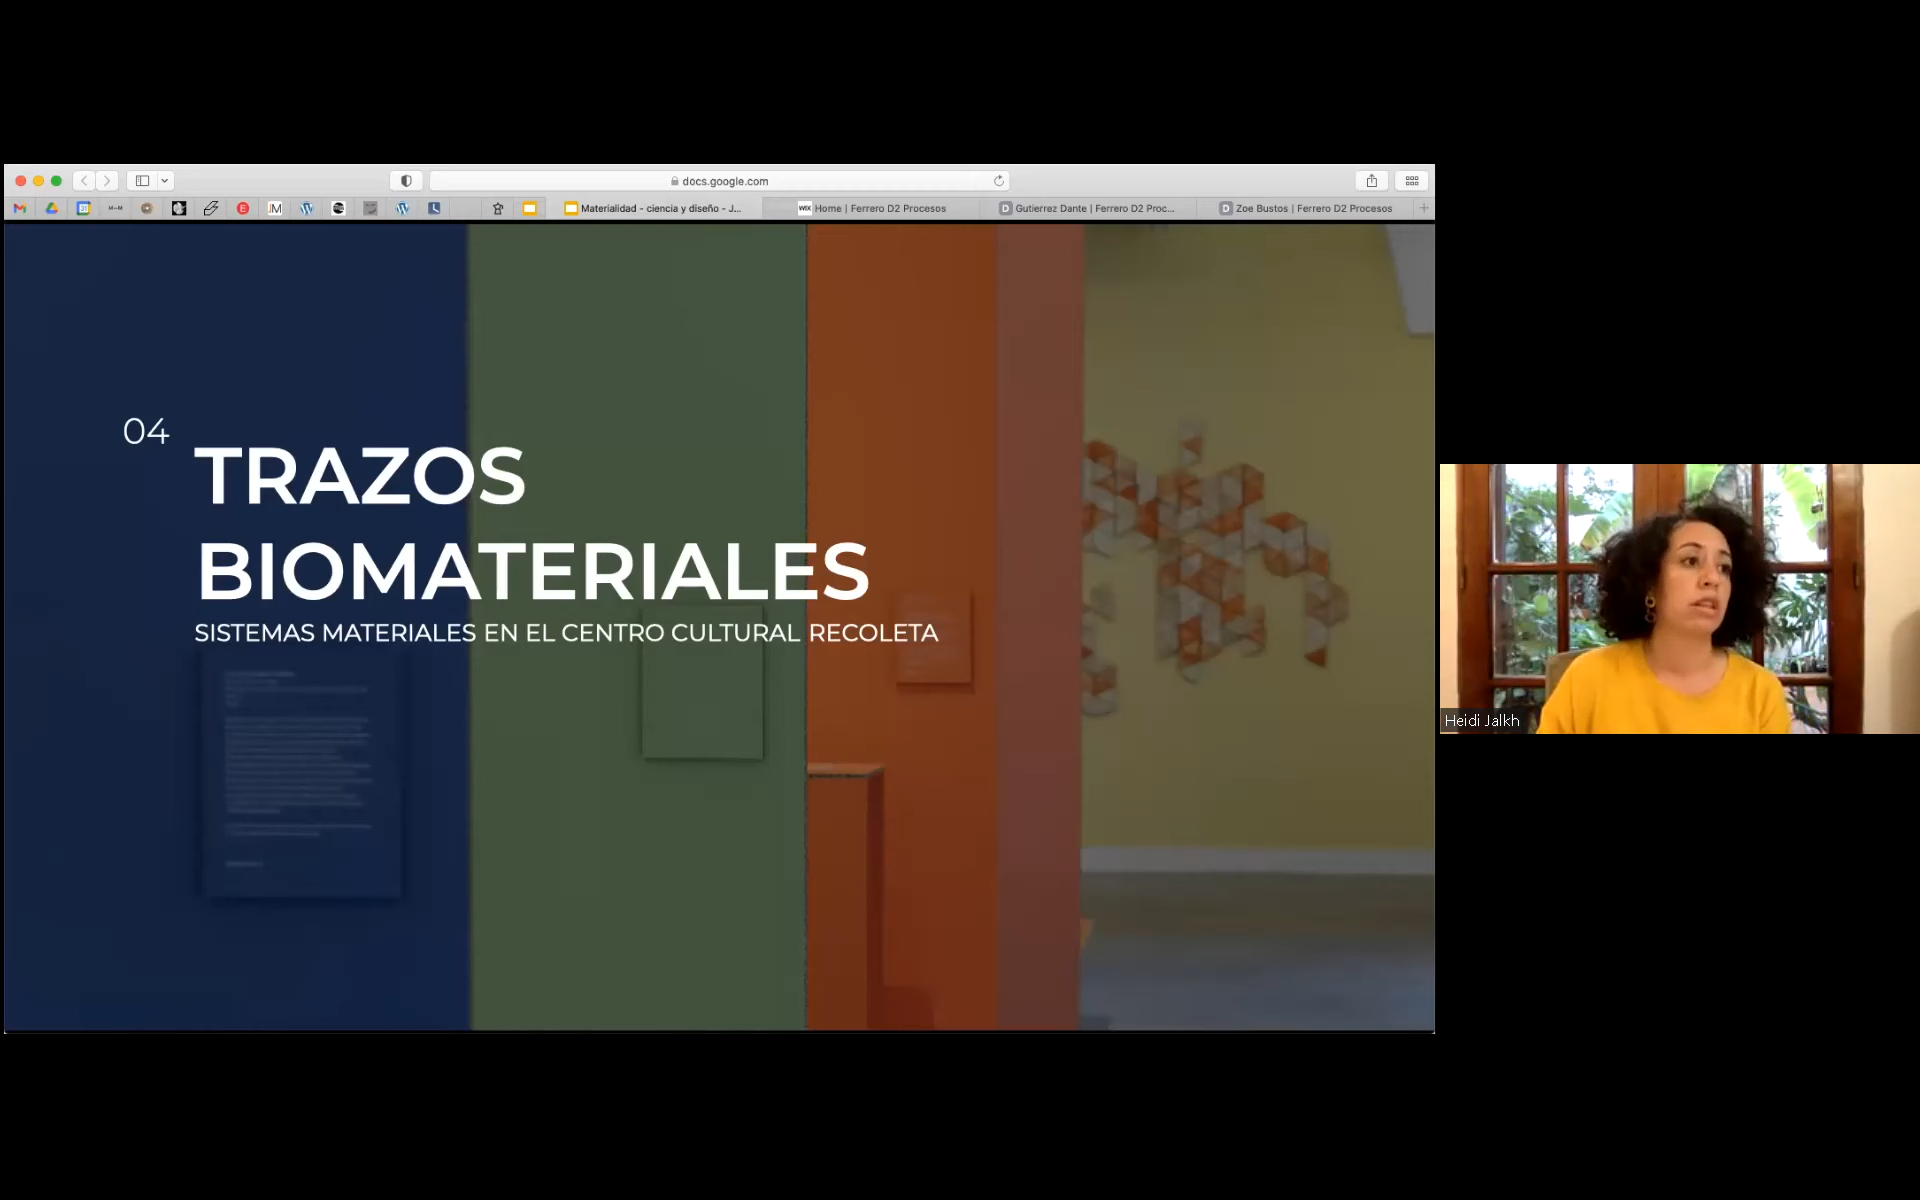 docs.google.com
Materialidad - ciencia y diseño - J...
WIX Home | Ferrero D2 Procesos
D Gutierrez Dante | Ferrero D2 Proc...
D Zoe Bustos | Ferrero D2 Procesos
04
TRAZOS
BIOMATERIALES
SISTEMAS MATERIALES EN EL CENTRO CULTURAL RECOLETA
Heidi Jalkh